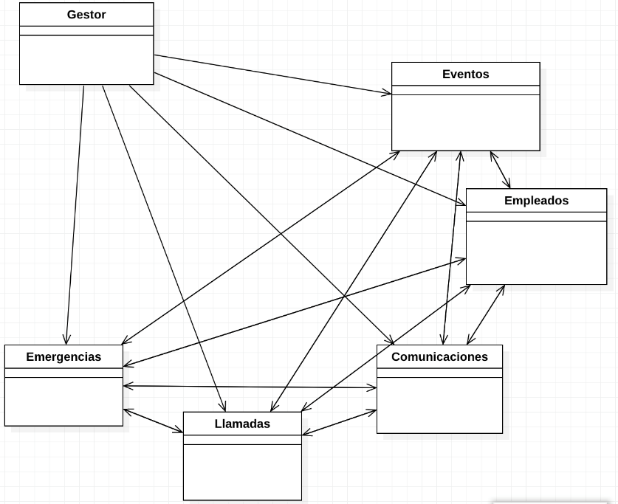 Gestor
Eventos
Empleados
Emergencias
Comunicaciones
Llamadas